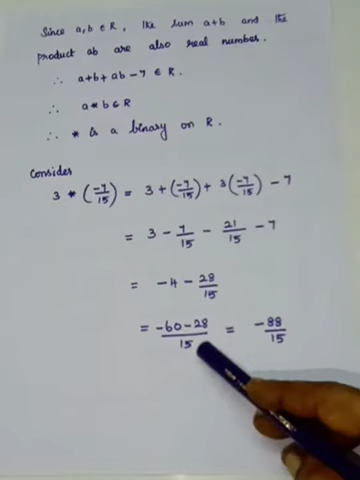 Since a,b ∈ R, the sum a+b and the
product ab are also real number.
∴ a+b+ab-7 ∈ R.
∴ a * b ∈ R
∴ * is a binary on R.
Consider
3 * (-7/15) = 3 + (-7/15) + 3(-7/15) - 7
= 3 - 7/15 - 21/15 - 7
= -4 - 28/15
= -60-28/15 = -88/15